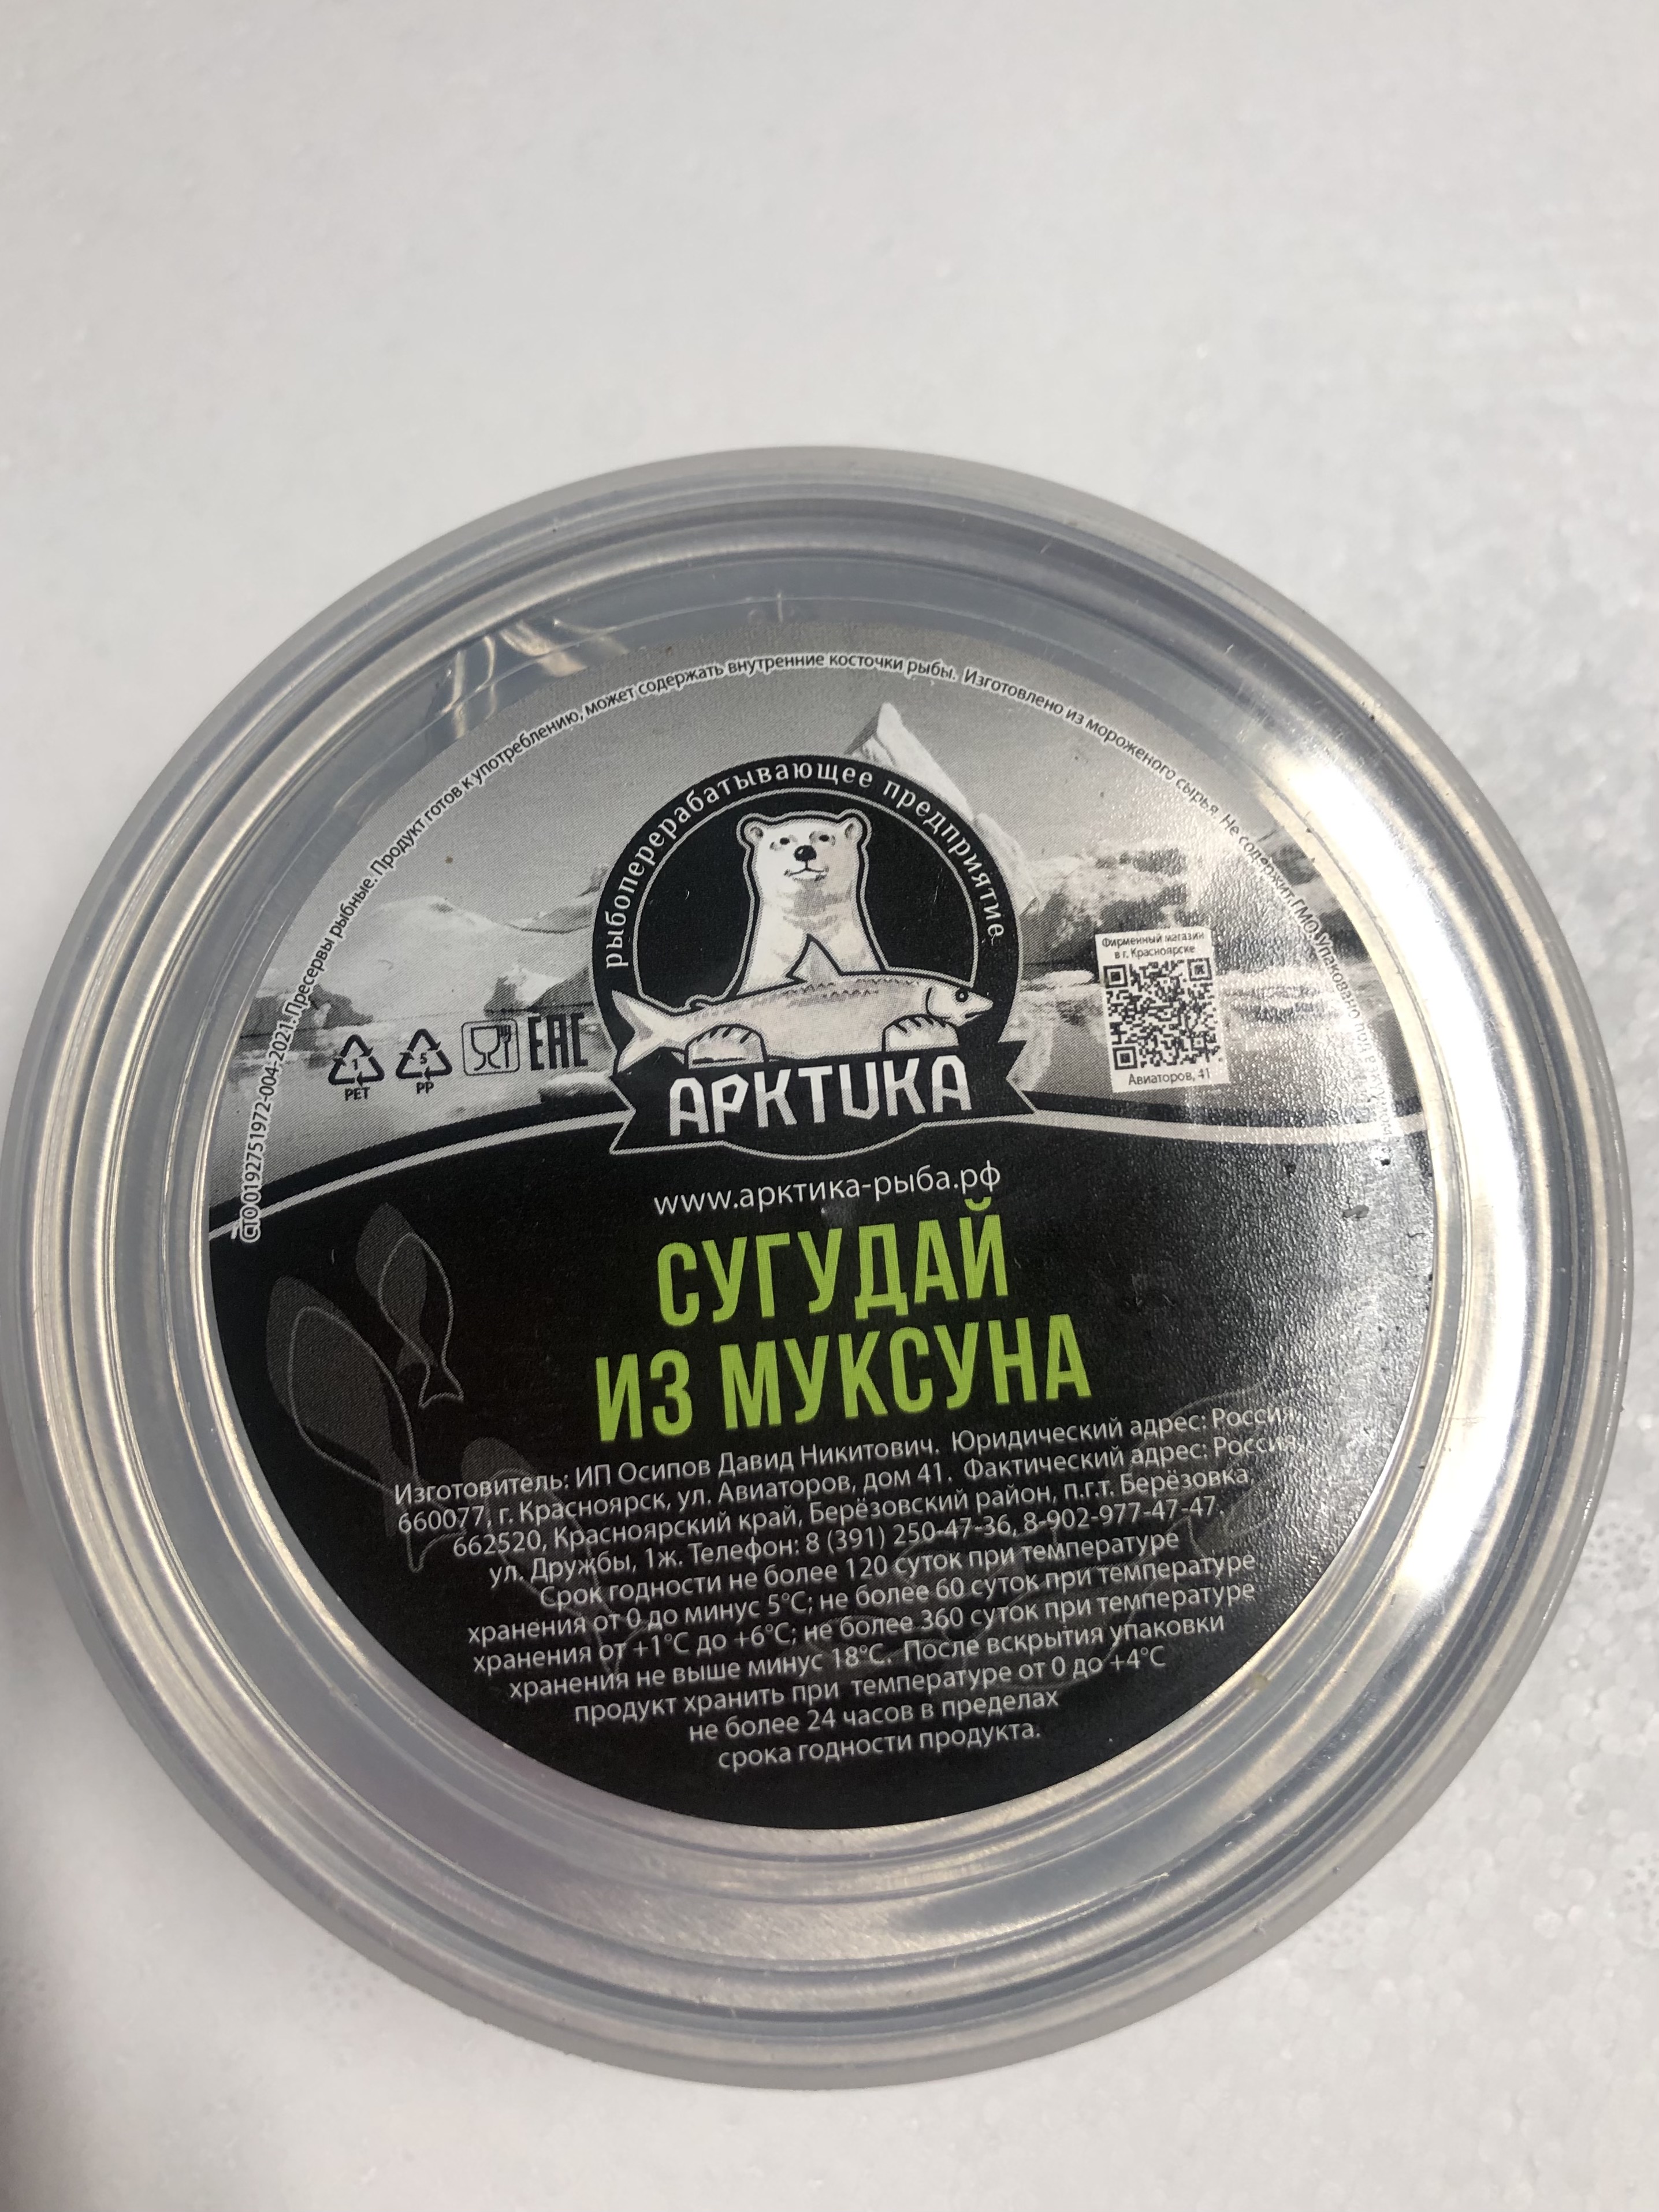 СТО 0192751972-004-2021. Пресервы рыбные. Продукт готов к употреблению, может содержать внутренние косточки рыбы. Изготовлено из мороженого сырья. Не содержит ГМО. Упаковано под
рыбоперерабатывающее предприятие
Фирменный магазин
в г. Красноярске
Авиаторов, 41
1
PET
5
PP
EAC
АРКТИКА
www.арктика-рыба.рф
СУГУДАЙ
ИЗ МУКСУНА
Изготовитель: ИП Осипов Давид Никитович. Юридический адрес: Россия,
660077, г. Красноярск, ул. Авиаторов, дом 41. Фактический адрес: Россия,
662520, Красноярский край, Берёзовский район, п.г.т. Берёзовка,
ул. Дружбы, 1ж. Телефон: 8 (391) 250-47-36, 8-902-977-47-47.
Срок годности не более 120 суток при температуре
хранения от 0 до минус 5°С; не более 60 суток при температуре
хранения от +1°С до +6°С; не более 360 суток при температуре
хранения не выше минус 18°С. После вскрытия упаковки
продукт хранить при температуре от 0 до +4°С
не более 24 часов в пределах
срока годности продукта.